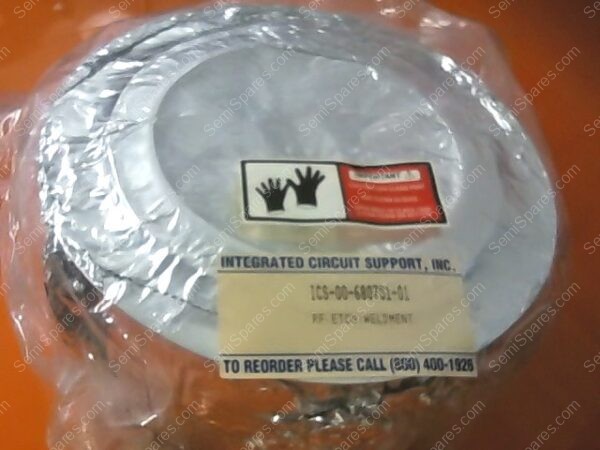 IMPORTANT
INTEGRATED CIRCUIT SUPPORT, INC.
ICS-00-680781-01
RF ETCH WELDMENT
TO REORDER PLEASE CALL (800) 400-1926
SemiSpares.com